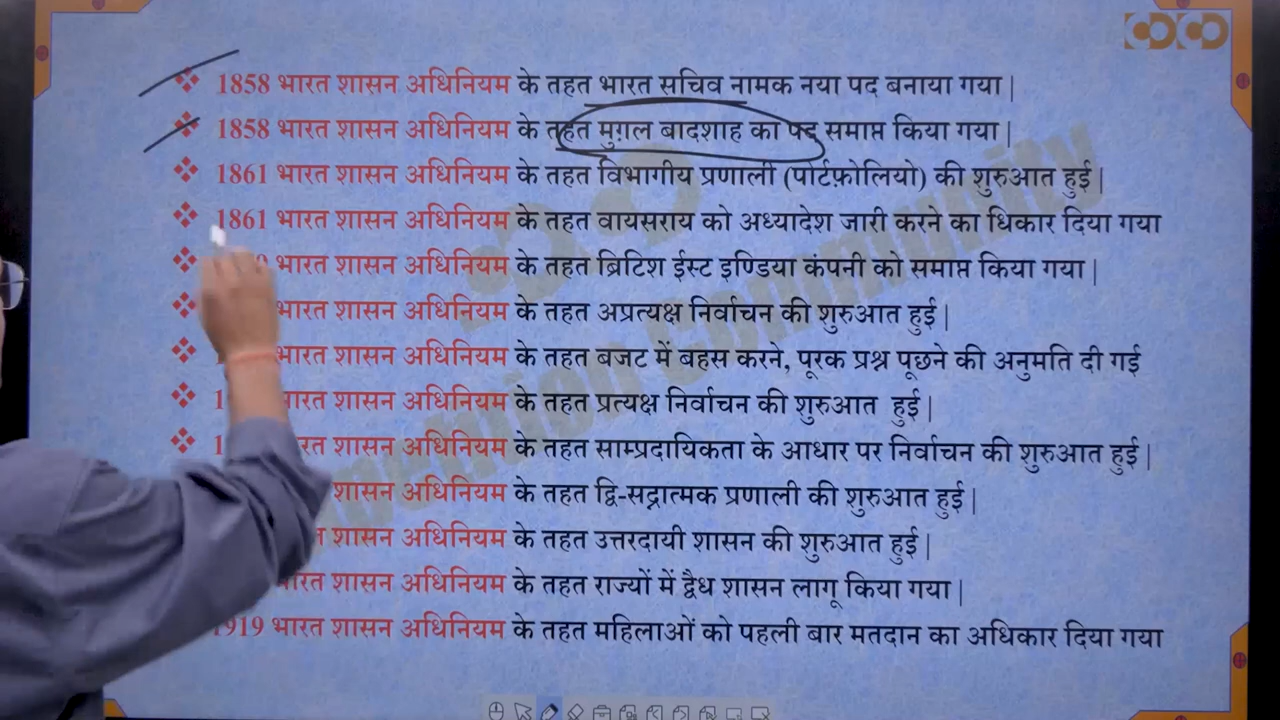 1858 भारत शासन अधिनियम के तहत भारत सचिव नामक नया पद बनाया गया |
1858 भारत शासन अधिनियम के तहत मुग़ल बादशाह का पद समाप्त किया गया |
1861 भारत शासन अधिनियम के तहत विभागीय प्रणाली (पोर्टफ़ोलियो) की शुरुआत हुई |
1861 भारत शासन अधिनियम के तहत वायसराय को अध्यादेश जारी करने का धिकार दिया गया
भारत शासन अधिनियम के तहत ब्रिटिश ईस्ट इण्डिया कंपनी को समाप्त किया गया |
भारत शासन अधिनियम के तहत अप्रत्यक्ष निर्वाचन की शुरुआत हुई |
भारत शासन अधिनियम के तहत बजट में बहस करने, पूरक प्रश्न पूछने की अनुमति दी गई
भारत शासन अधिनियम के तहत प्रत्यक्ष निर्वाचन की शुरुआत हुई |
शासन अधिनियम के तहत साम्प्रदायिकता के आधार पर निर्वाचन की शुरुआत हुई |
शासन अधिनियम के तहत द्वि-सद्नात्मक प्रणाली की शुरुआत हुई |
शासन अधिनियम के तहत उत्तरदायी शासन की शुरुआत हुई |
शासन अधिनियम के तहत राज्यों में द्वैध शासन लागू किया गया |
1919 भारत शासन अधिनियम के तहत महिलाओं को पहली बार मतदान का अधिकार दिया गया